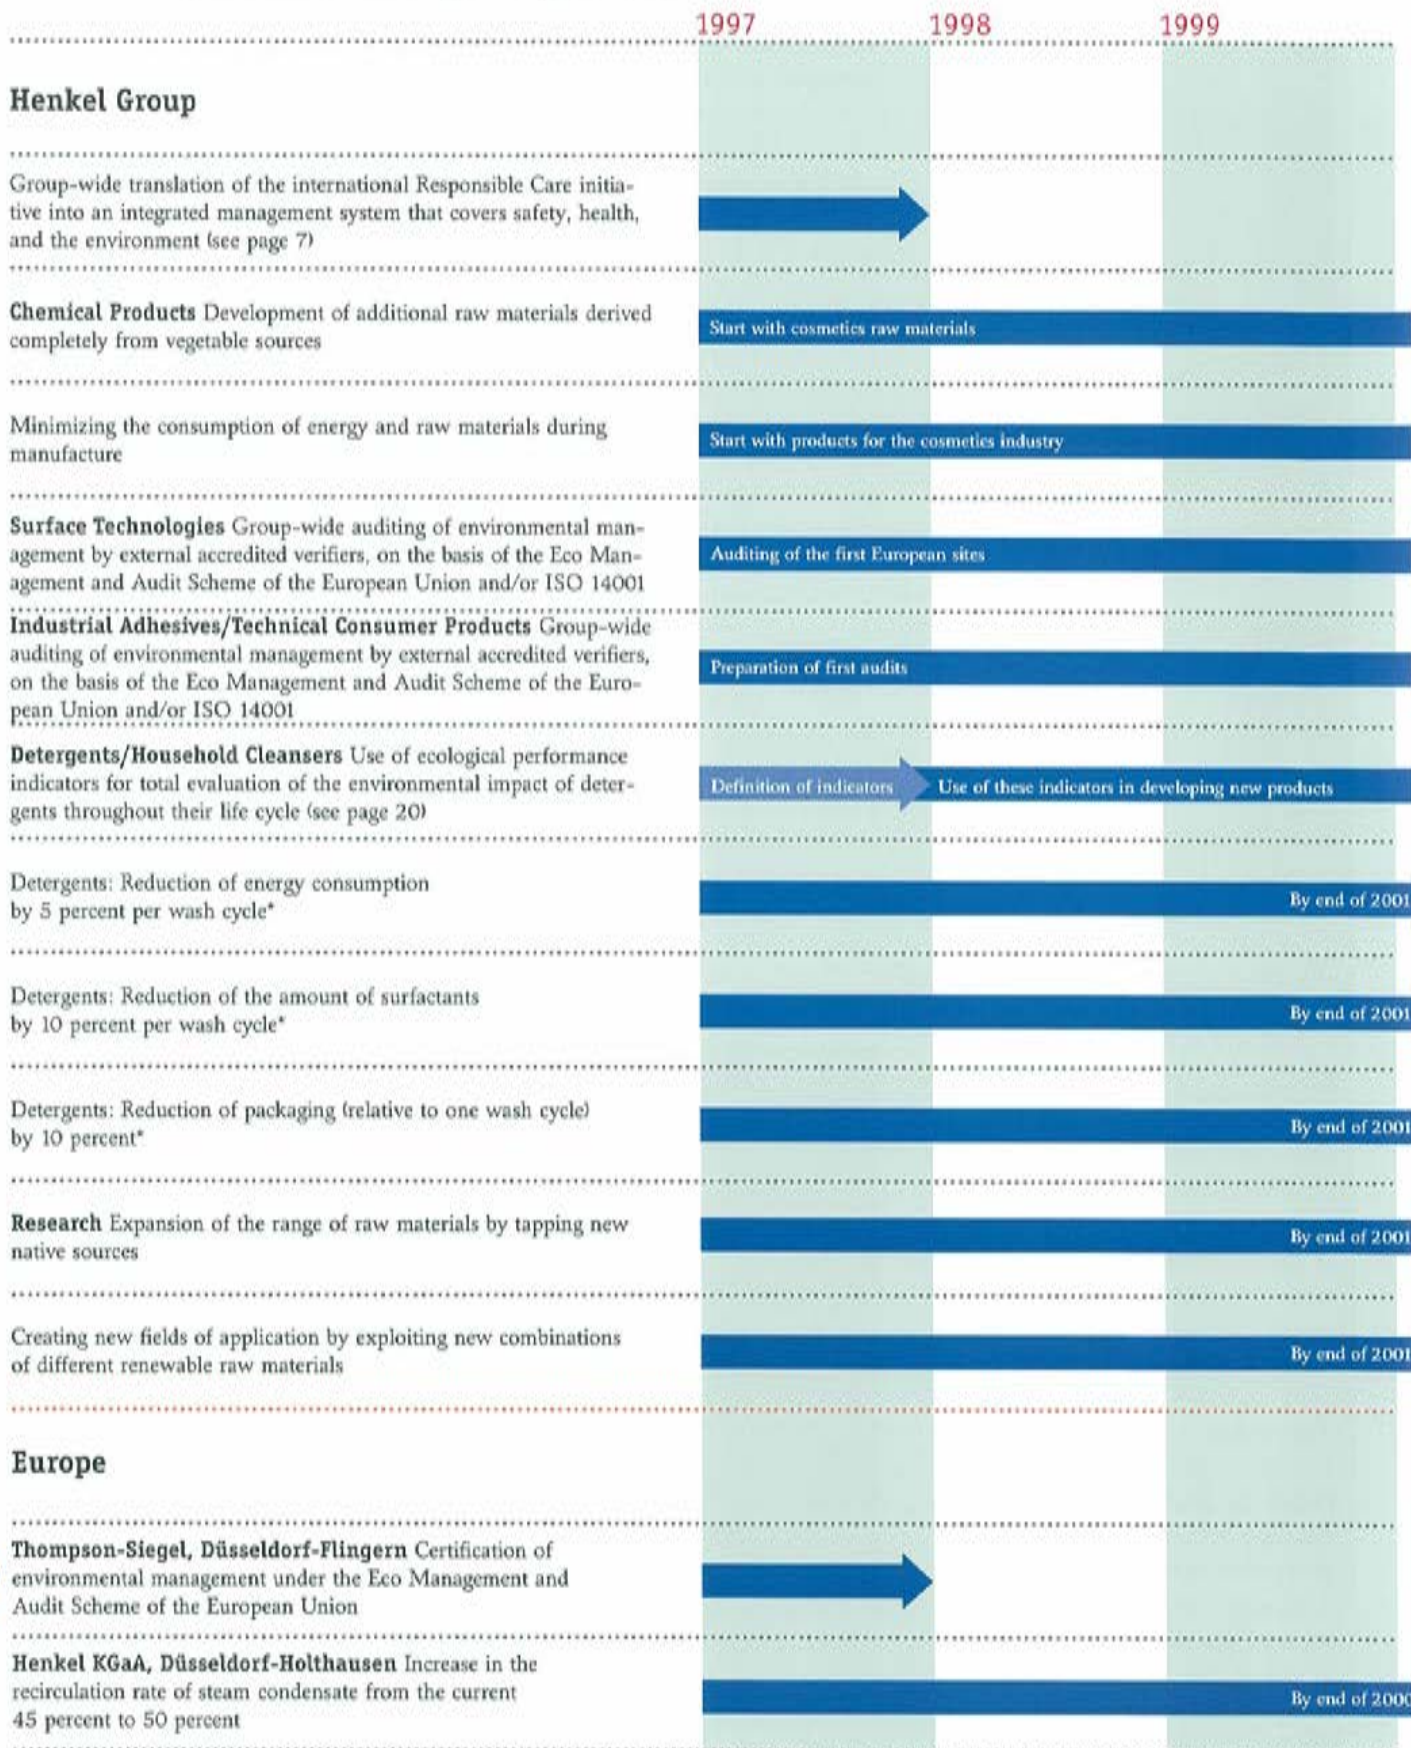 1997 1998 1999
Henkel Group
Group-wide translation of the international Responsible Care initia-
tive into an integrated management system that covers safety, health,
and the environment (see page 7)
Chemical Products Development of additional raw materials derived
completely from vegetable sources
Start with cosmetics raw materials
Minimizing the consumption of energy and raw materials during
manufacture
Start with products for the cosmetics industry
Surface Technologies Group-wide auditing of environmental man-
agement by external accredited verifiers, on the basis of the Eco Man-
agement and Audit Scheme of the European Union and/or ISO 14001
Auditing of the first European sites
Industrial Adhesives/Technical Consumer Products Group-wide
auditing of environmental management by external accredited verifiers,
on the basis of the Eco Management and Audit Scheme of the Euro-
pean Union and/or ISO 14001
Preparation of first audits
Detergents/Household Cleansers Use of ecological performance
indicators for total evaluation of the environmental impact of deter-
gents throughout their life cycle (see page 20)
Definition of indicators
Use of these indicators in developing new products
Detergents: Reduction of energy consumption
by 5 percent per wash cycle*
By end of 2001
Detergents: Reduction of the amount of surfactants
by 10 percent per wash cycle*
By end of 2001
Detergents: Reduction of packaging (relative to one wash cycle)
by 10 percent*
By end of 2001
Research Expansion of the range of raw materials by tapping new
native sources
By end of 2001
Creating new fields of application by exploiting new combinations
of different renewable raw materials
By end of 2001
Europe
Thompson-Siegel, Düsseldorf-Flingern Certification of
environmental management under the Eco Management and
Audit Scheme of the European Union
Henkel KGaA, Düsseldorf-Holthausen Increase in the
recirculation rate of steam condensate from the current
45 percent to 50 percent
By end of 2000